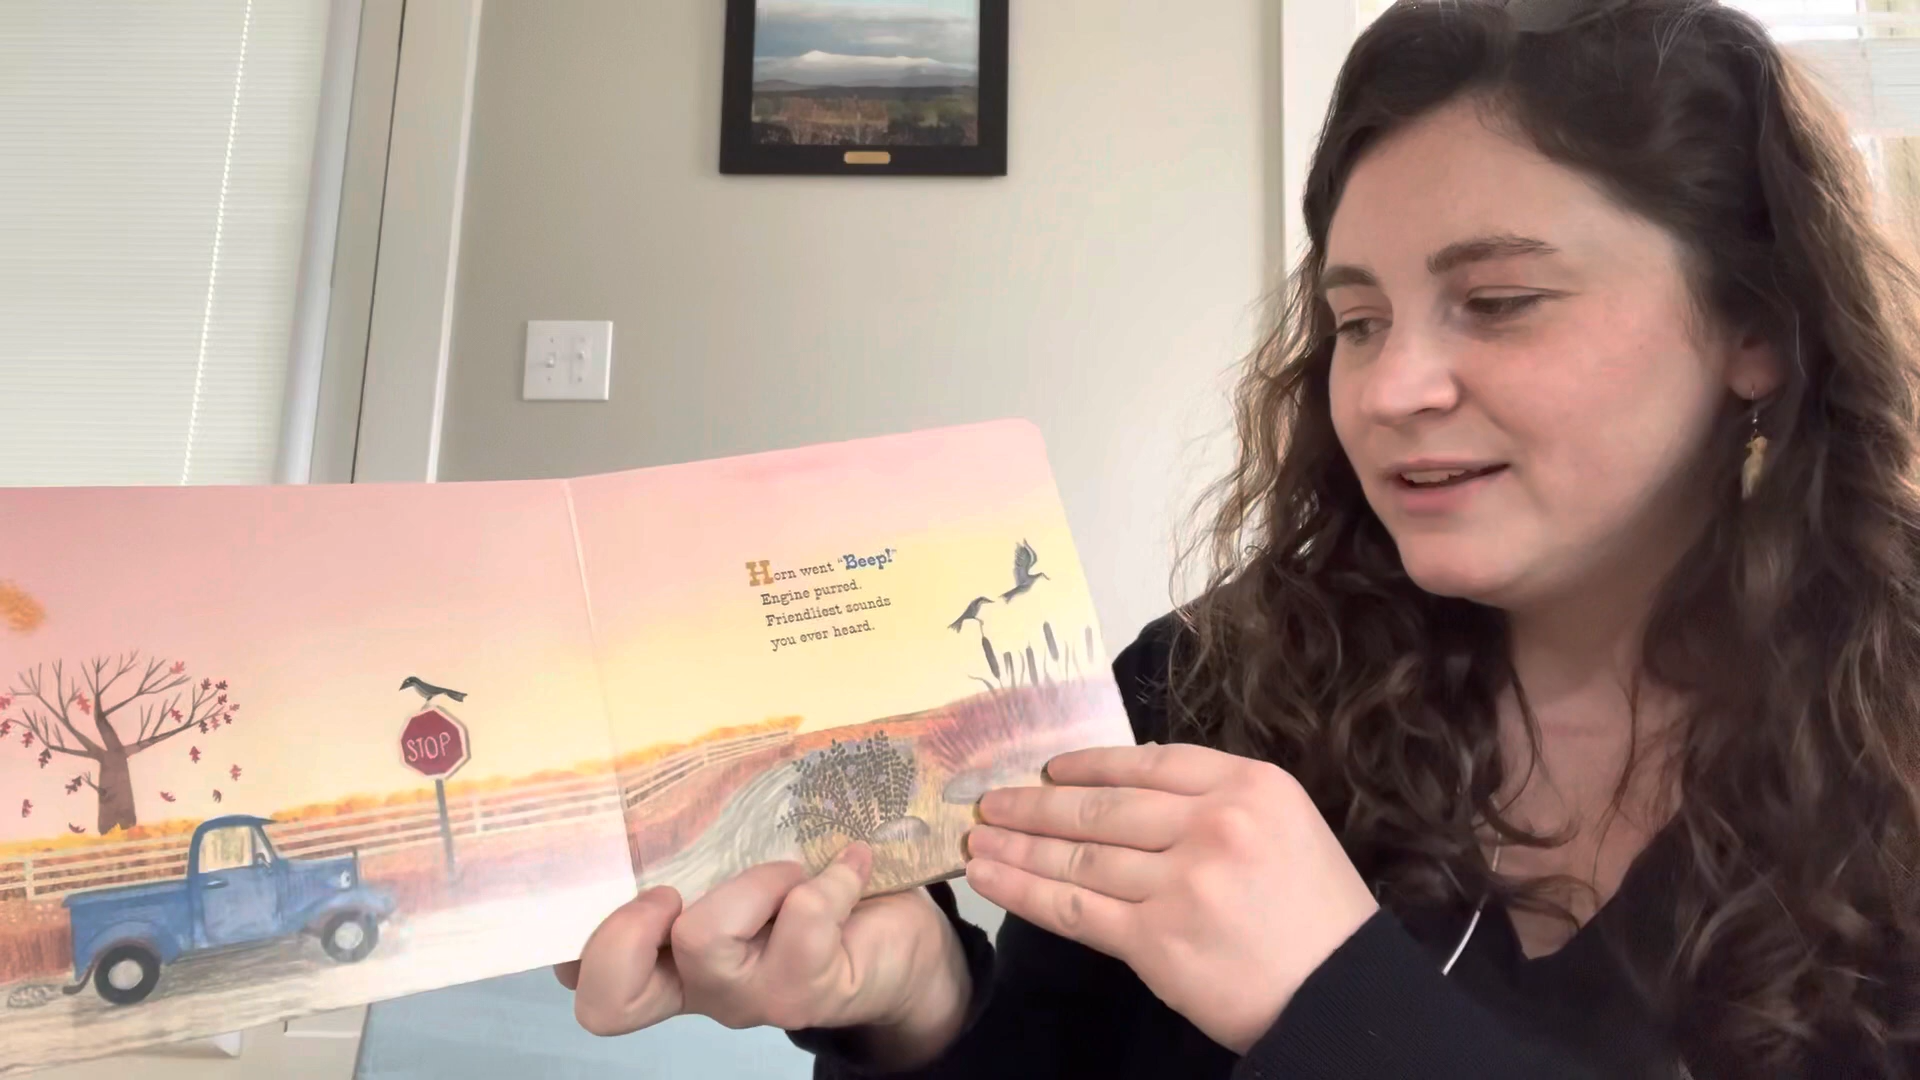 STOP
Horn went "Beep!"
Engine purred.
Friendliest sounds
you ever heard.